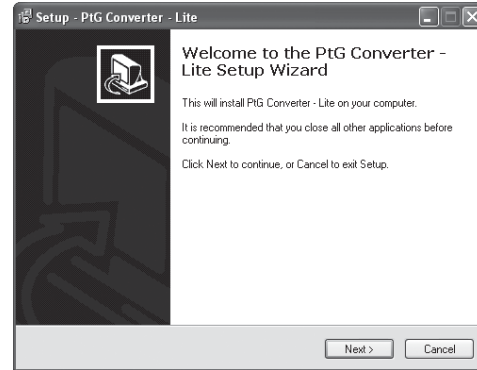 Setup - PtG Converter - Lite
Welcome to the PtG Converter -
Lite Setup Wizard
This will install PtG Converter - Lite on your computer.
It is recommended that you close all other applications before
continuing.
Click Next to continue, or Cancel to exit Setup.
Next >
Cancel